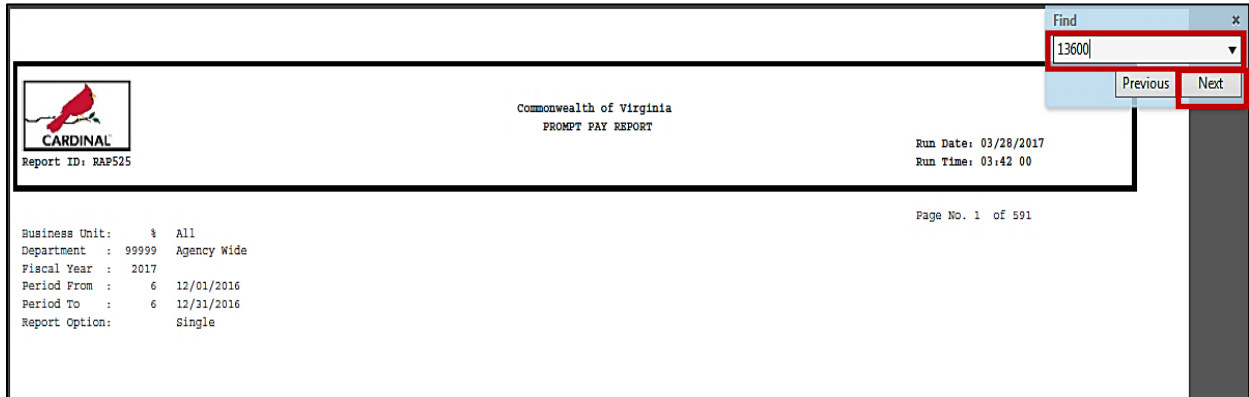 Find x
13600
Previous Next
Commonwealth of Virginia
PROMPT PAY REPORT
CARDINAL
Report ID: RAP525
Run Date: 03/28/2017
Run Time: 03:42 00
Page No. 1 of 591
Business Unit: % All
Department : 99999 Agency Wide
Fiscal Year : 2017
Period From : 6 12/01/2016
Period To : 6 12/31/2016
Report Option: Single